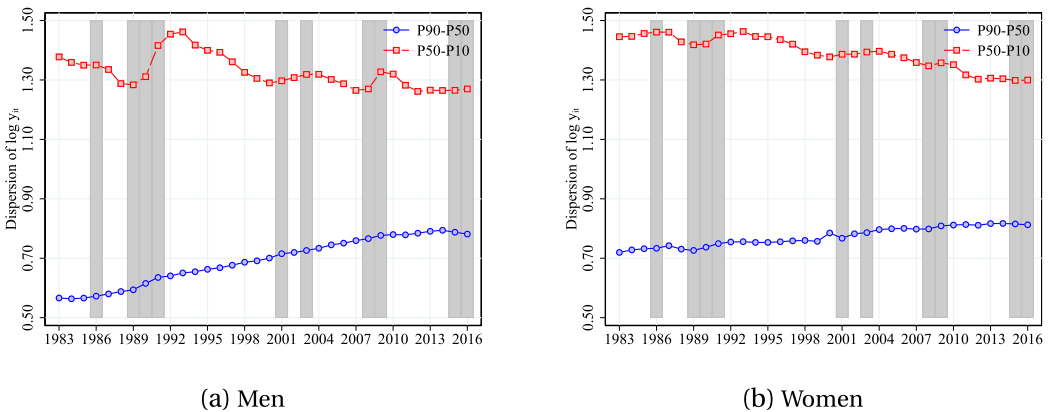 P90-P50
P50-P10
Dispersion of log yᵢₜ
1.50
1.30
1.10
0.90
0.70
0.50
1983 1986 1989 1992 1995 1998 2001 2004 2007 2010 2013 2016
(a) Men
P90-P50
P50-P10
Dispersion of log yᵢₜ
1.50
1.30
1.10
0.90
0.70
0.50
1983 1986 1989 1992 1995 1998 2001 2004 2007 2010 2013 2016
(b) Women